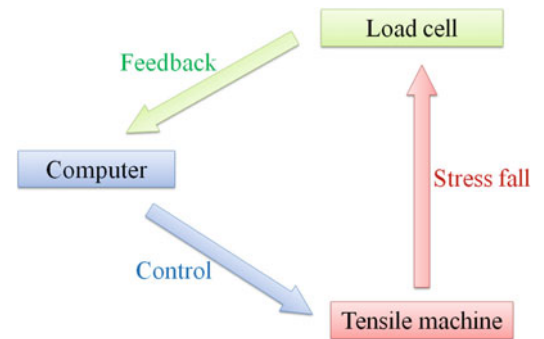 Load cell
Feedback
Computer
Stress fall
Control
Tensile machine